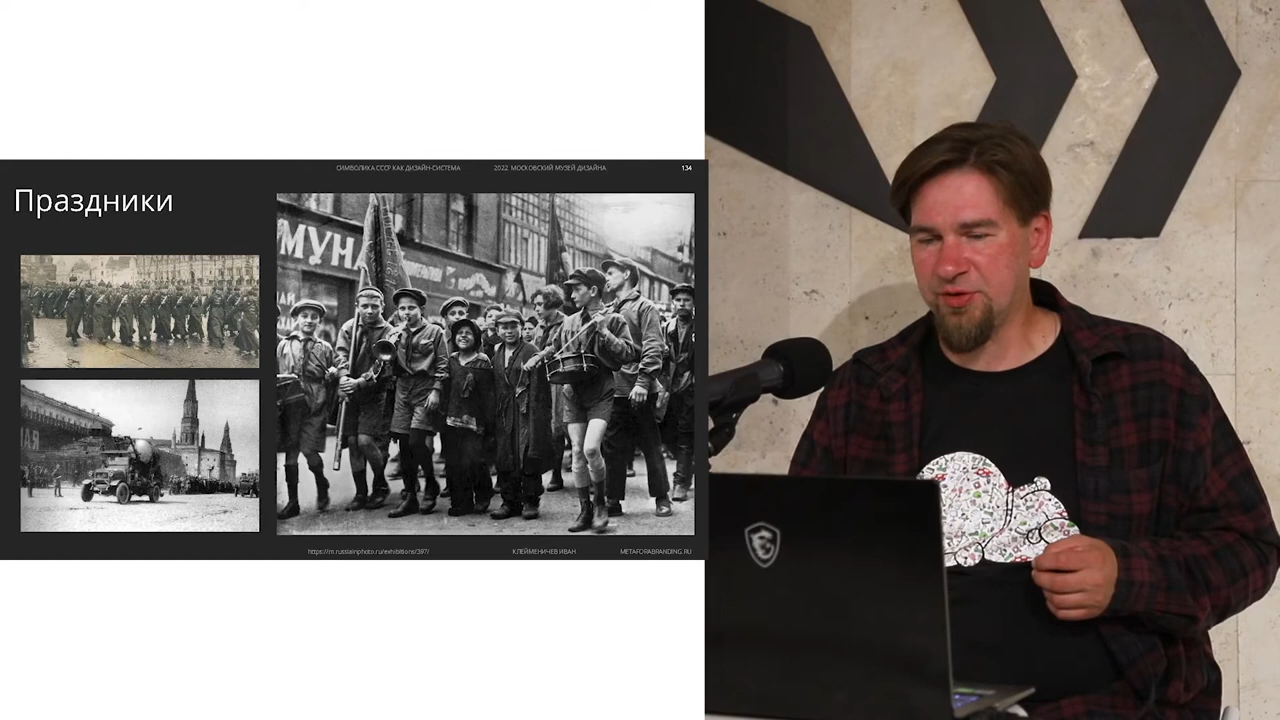 СИМВОЛИКА СССР КАК ДИЗАЙН-СИСТЕМА
2022. МОСКОВСКИЙ МУЗЕЙ ДИЗАЙНА
134
Праздники
МУНА
https://m.russiainphoto.ru/exhibitions/397/
КЛЕЙМЕНИЧЕВ ИВАН
METAFORABRANDING.RU